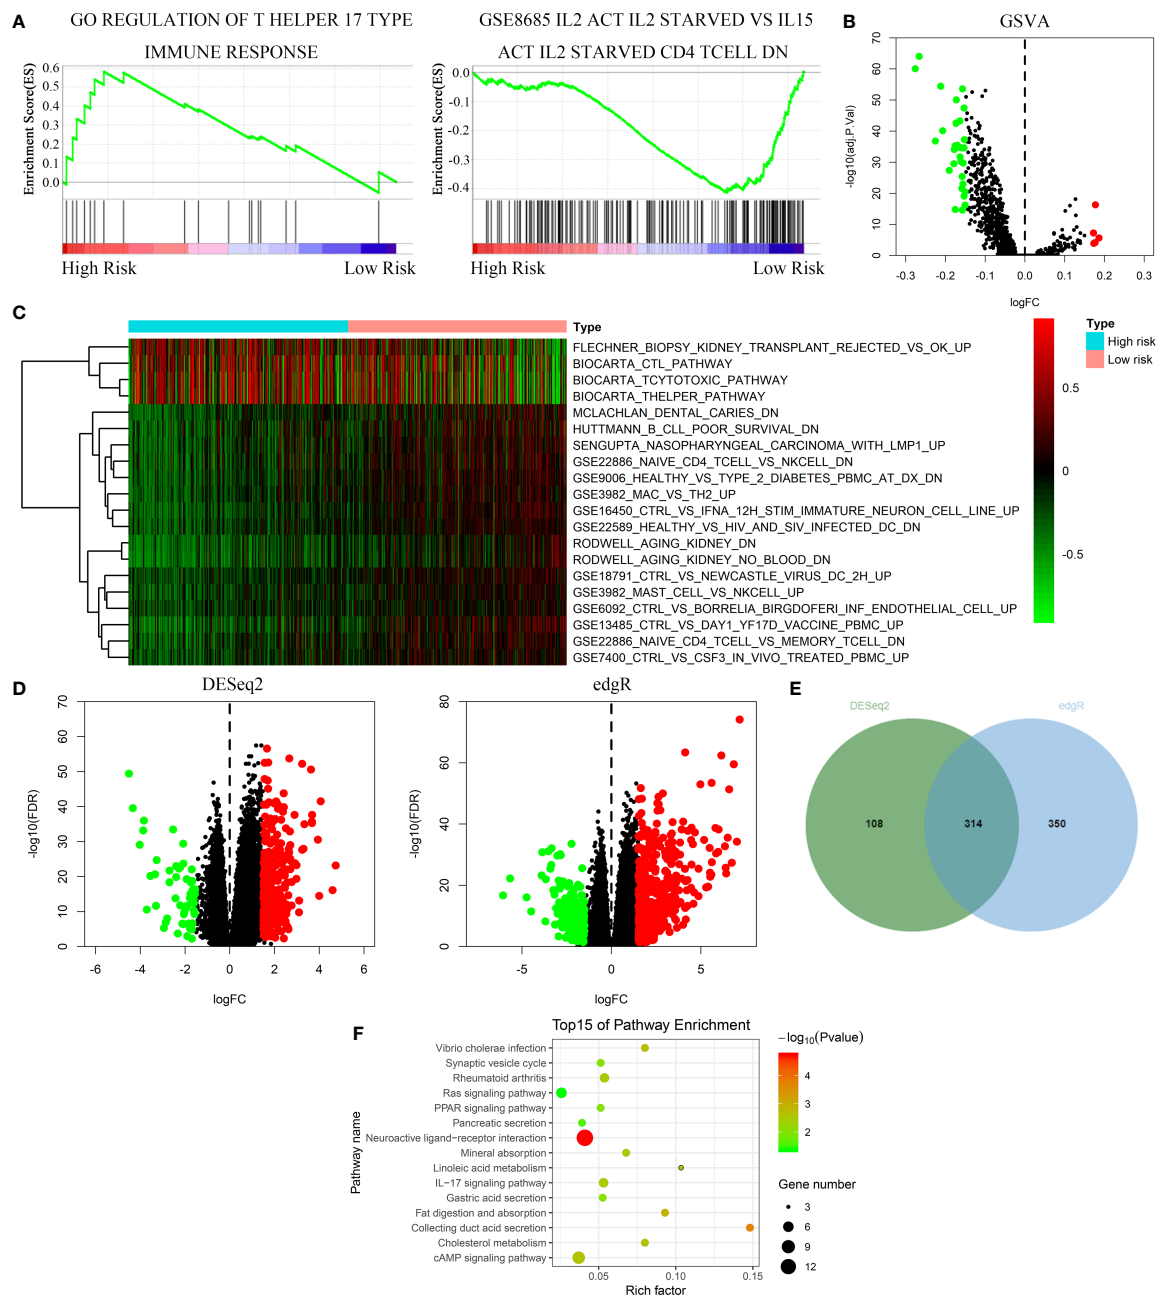 A
GO REGULATION OF T HELPER 17 TYPE
IMMUNE RESPONSE
Enrichment Score(ES)
0.6
0.5
0.4
0.3
0.2
0.1
0.0
High Risk
Low Risk
GSE8685 IL2 ACT IL2 STARVED VS IL15
ACT IL2 STARVED CD4 TCELL DN
Enrichment Score(ES)
0.0
-0.1
-0.2
-0.3
-0.4
High Risk
Low Risk
B
GSVA
-log10(adj.P.Val)
70
60
50
40
30
20
10
0
-0.3
-0.2
-0.1
0.0
0.1
0.2
0.3
logFC
C
Type
FLECHNER_BIOPSY_KIDNEY_TRANSPLANT_REJECTED_VS_OK_UP
BIOCARTA_CTL_PATHWAY
BIOCARTA_TCYTOTOXIC_PATHWAY
BIOCARTA_THELPER_PATHWAY
MCLACHLAN_DENTAL_CARIES_DN
HUTTMANN_B_CLL_POOR_SURVIVAL_DN
SENGUPTA_NASOPHARYNGEAL_CARCINOMA_WITH_LMP1_UP
GSE22886_NAIVE_CD4_TCELL_VS_NKCELL_DN
GSE9006_HEALTHY_VS_TYPE_2_DIABETES_PBMC_AT_DX_DN
GSE3982_MAC_VS_TH2_UP
GSE16450_CTRL_VS_IFNA_12H_STIM_IMMATURE_NEURON_CELL_LINE_UP
GSE22589_HEALTHY_VS_HIV_AND_SIV_INFECTED_DC_DN
RODWELL_AGING_KIDNEY_DN
RODWELL_AGING_KIDNEY_NO_BLOOD_DN
GSE18791_CTRL_VS_NEWCASTLE_VIRUS_DC_2H_UP
GSE3982_MAST_CELL_VS_NKCELL_UP
GSE6092_CTRL_VS_BORRELIA_BIRGDOFERI_INF_ENDOTHELIAL_CELL_UP
GSE13485_CTRL_VS_DAY1_YF17D_VACCINE_PBMC_UP
GSE22886_NAIVE_CD4_TCELL_VS_MEMORY_TCELL_DN
GSE7400_CTRL_VS_CSF3_IN_VIVO_TREATED_PBMC_UP
0.5
0
-0.5
Type
High risk
Low risk
D
DESeq2
-log10(FDR)
70
60
50
40
30
20
10
0
-6
-4
-2
0
2
4
6
logFC
edgR
-log10(FDR)
80
60
40
20
0
-5
0
5
logFC
E
DESeq2
edgR
108
314
350
F
Top15 of Pathway Enrichment
Pathway name
Vibrio cholerae infection
Synaptic vesicle cycle
Rheumatoid arthritis
Ras signaling pathway
PPAR signaling pathway
Pancreatic secretion
Neuroactive ligand−receptor interaction
Mineral absorption
Linoleic acid metabolism
IL−17 signaling pathway
Gastric acid secretion
Fat digestion and absorption
Collecting duct acid secretion
Cholesterol metabolism
cAMP signaling pathway
0.05
0.10
0.15
Rich factor
−log10(Pvalue)
4
3
2
Gene number
3
6
9
12